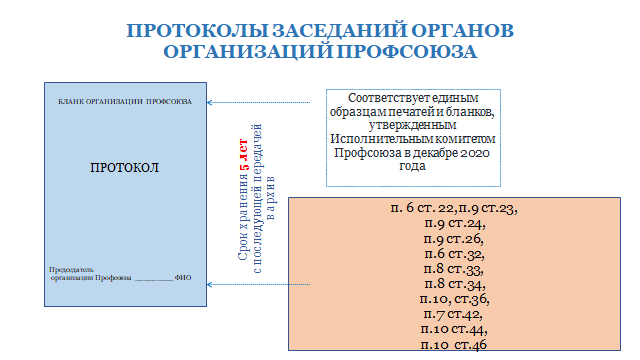 ПРОТОКОЛЫ ЗАСЕДАНИЙ ОРГАНОВ
ОРГАНИЗАЦИЙ ПРОФСОЮЗА
БЛАНК ОРГАНИЗАЦИИ ПРОФСОЮЗА
ПРОТОКОЛ
Председатель
организации Профсоюза ____________ ФИО
Срок хранения 5 лет
с последующей передачей
в архив
Соответствует единым
образцам печатей и бланков,
утвержденным
Исполнительным комитетом
Профсоюза в декабре 2020
года
п. 6 ст. 22,п.9 ст.23,
п.9 ст.24,
п.9 ст.26,
п.6 ст.32,
п.8 ст.33,
п.8 ст.34,
п.10, ст.36,
п.7 ст.42,
п.10 ст.44,
п.10 ст.46